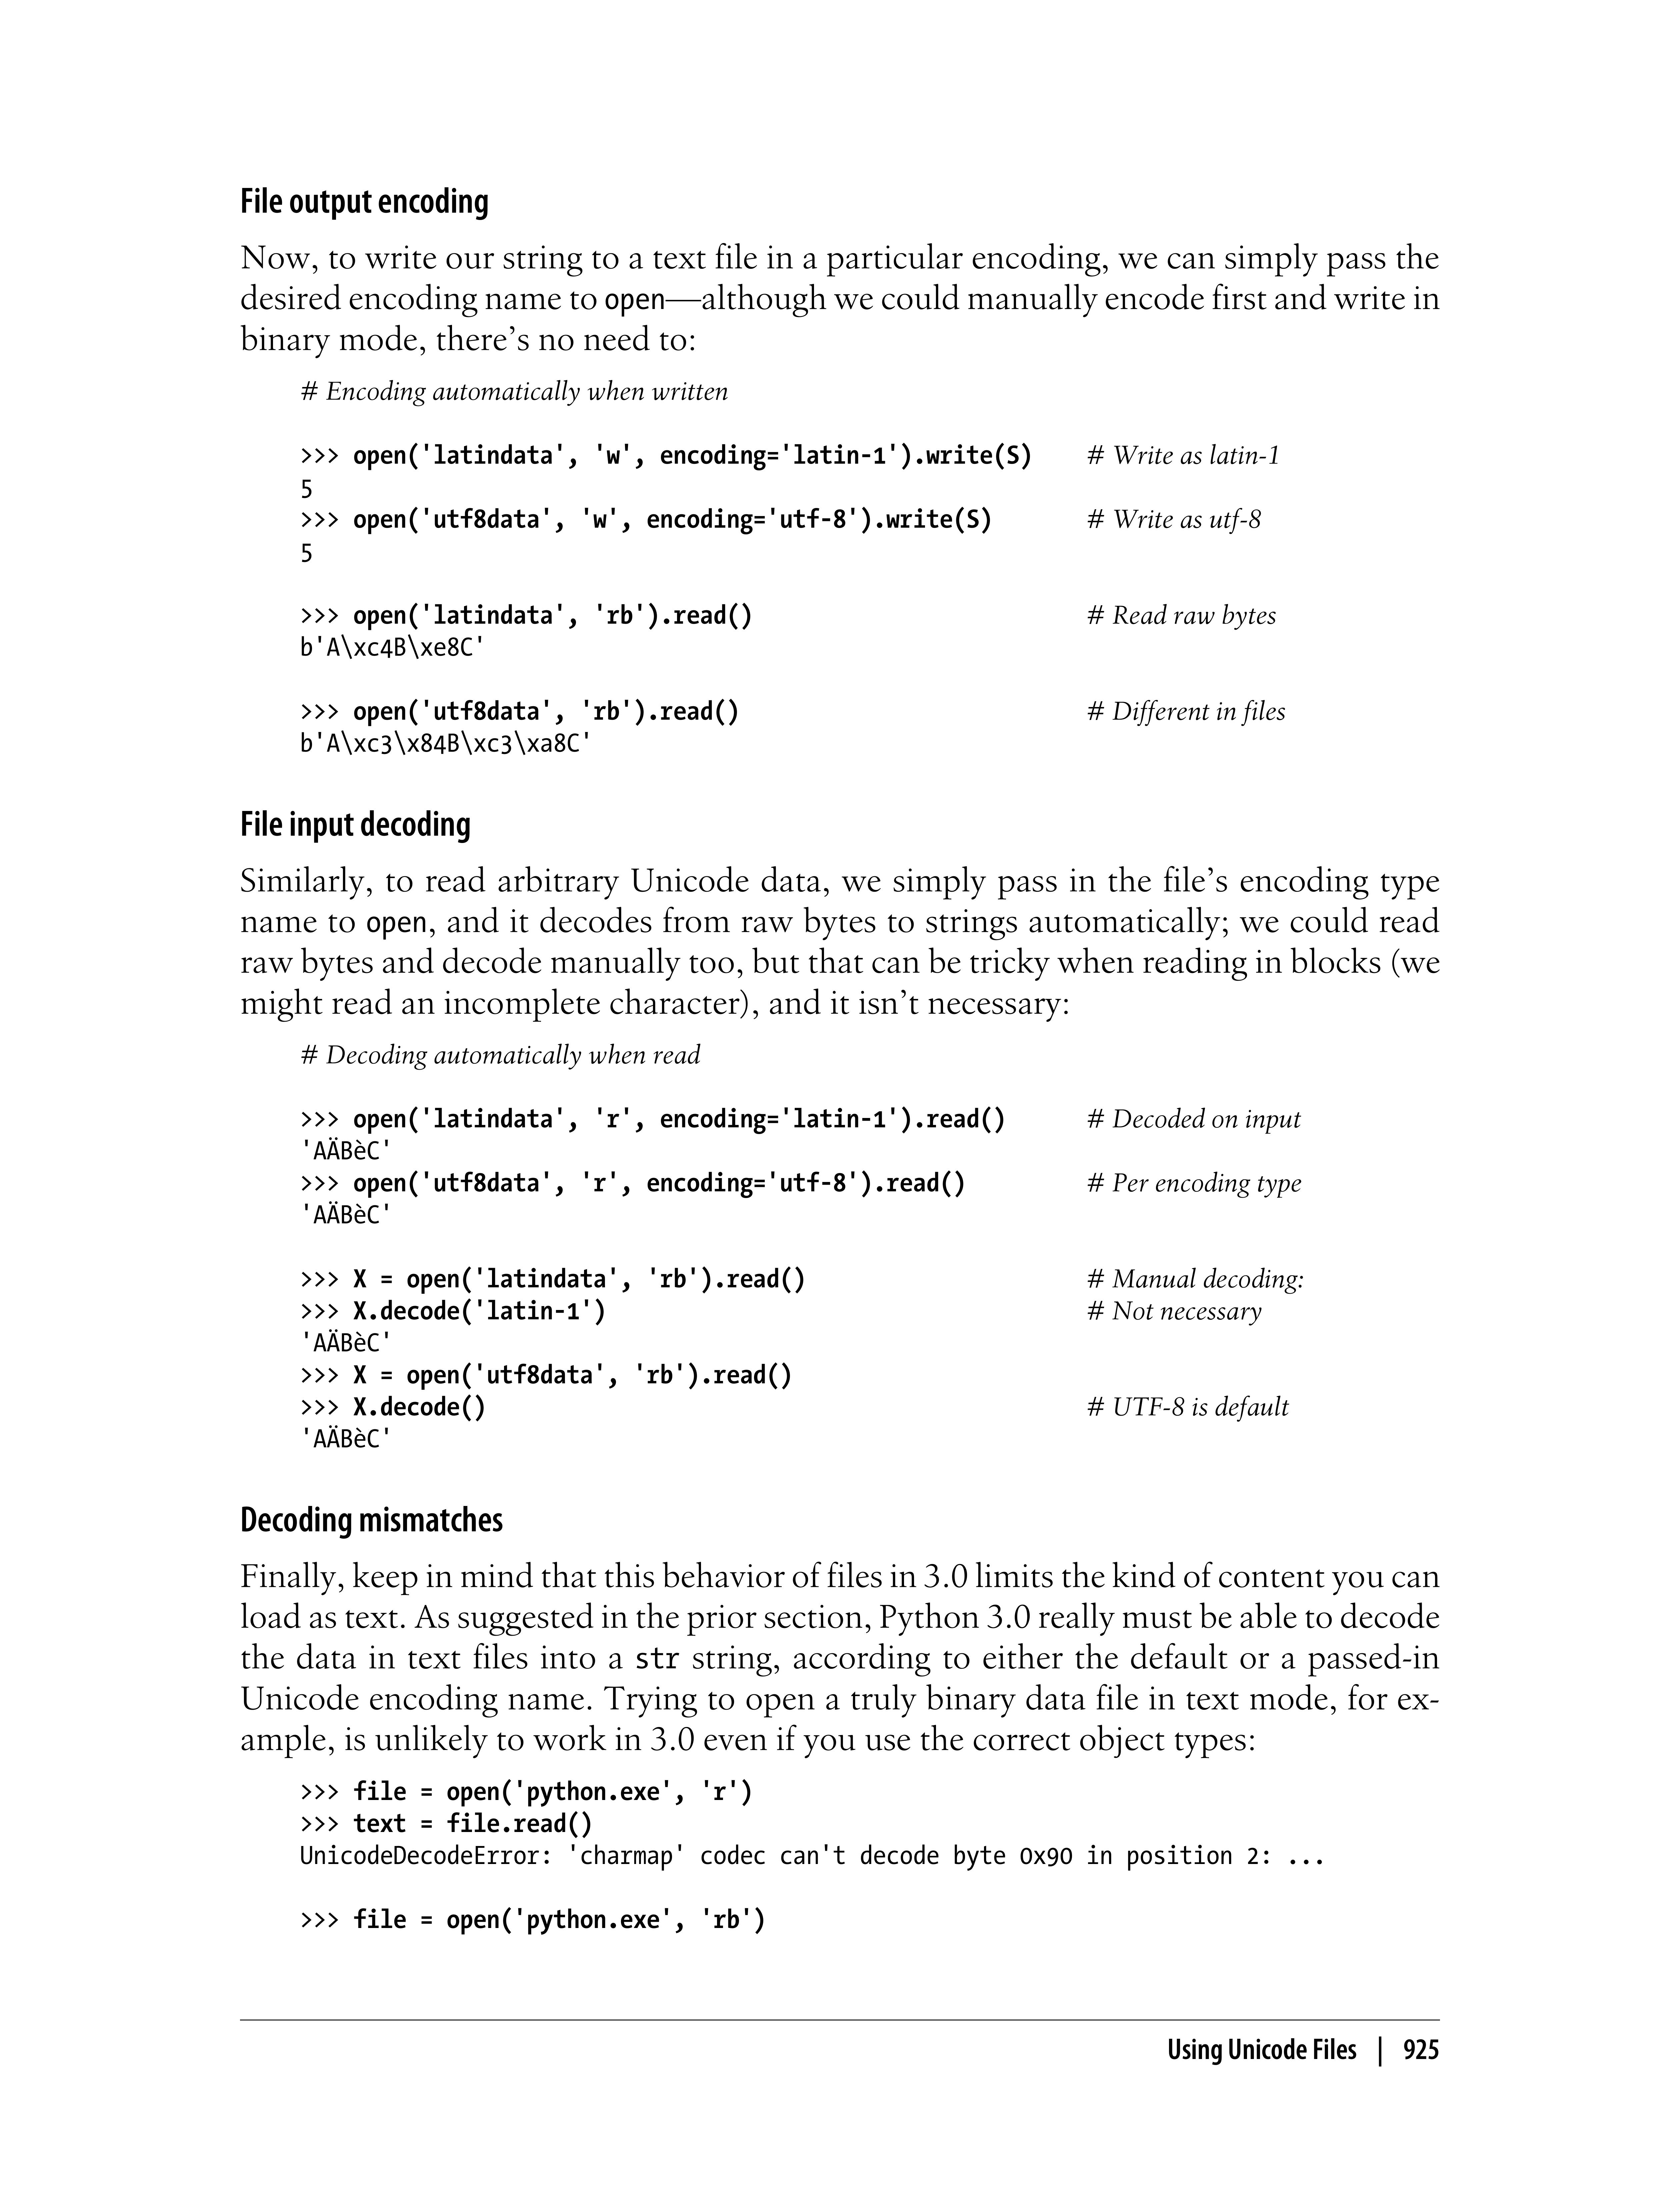 File output encoding
Now, to write our string to a text file in a particular encoding, we can simply pass the
desired encoding name to open—although we could manually encode first and write in
binary mode, there’s no need to:
# Encoding automatically when written
>>> open('latindata', 'w', encoding='latin-1').write(S) # Write as latin-1
5
>>> open('utf8data', 'w', encoding='utf-8').write(S) # Write as utf-8
5
>>> open('latindata', 'rb').read() # Read raw bytes
b'A\xc4B\xe8C'
>>> open('utf8data', 'rb').read() # Different in files
b'A\xc3\x84B\xc3\xa8C'
File input decoding
Similarly, to read arbitrary Unicode data, we simply pass in the file’s encoding type
name to open, and it decodes from raw bytes to strings automatically; we could read
raw bytes and decode manually too, but that can be tricky when reading in blocks (we
might read an incomplete character), and it isn’t necessary:
# Decoding automatically when read
>>> open('latindata', 'r', encoding='latin-1').read() # Decoded on input
'AÄBèC'
>>> open('utf8data', 'r', encoding='utf-8').read() # Per encoding type
'AÄBèC'
>>> X = open('latindata', 'rb').read() # Manual decoding:
>>> X.decode('latin-1') # Not necessary
'AÄBèC'
>>> X = open('utf8data', 'rb').read()
>>> X.decode() # UTF-8 is default
'AÄBèC'
Decoding mismatches
Finally, keep in mind that this behavior of files in 3.0 limits the kind of content you can
load as text. As suggested in the prior section, Python 3.0 really must be able to decode
the data in text files into a str string, according to either the default or a passed-in
Unicode encoding name. Trying to open a truly binary data file in text mode, for ex-
ample, is unlikely to work in 3.0 even if you use the correct object types:
>>> file = open('python.exe', 'r')
>>> text = file.read()
UnicodeDecodeError: 'charmap' codec can't decode byte 0x90 in position 2: ...
>>> file = open('python.exe', 'rb')
Using Unicode Files | 925